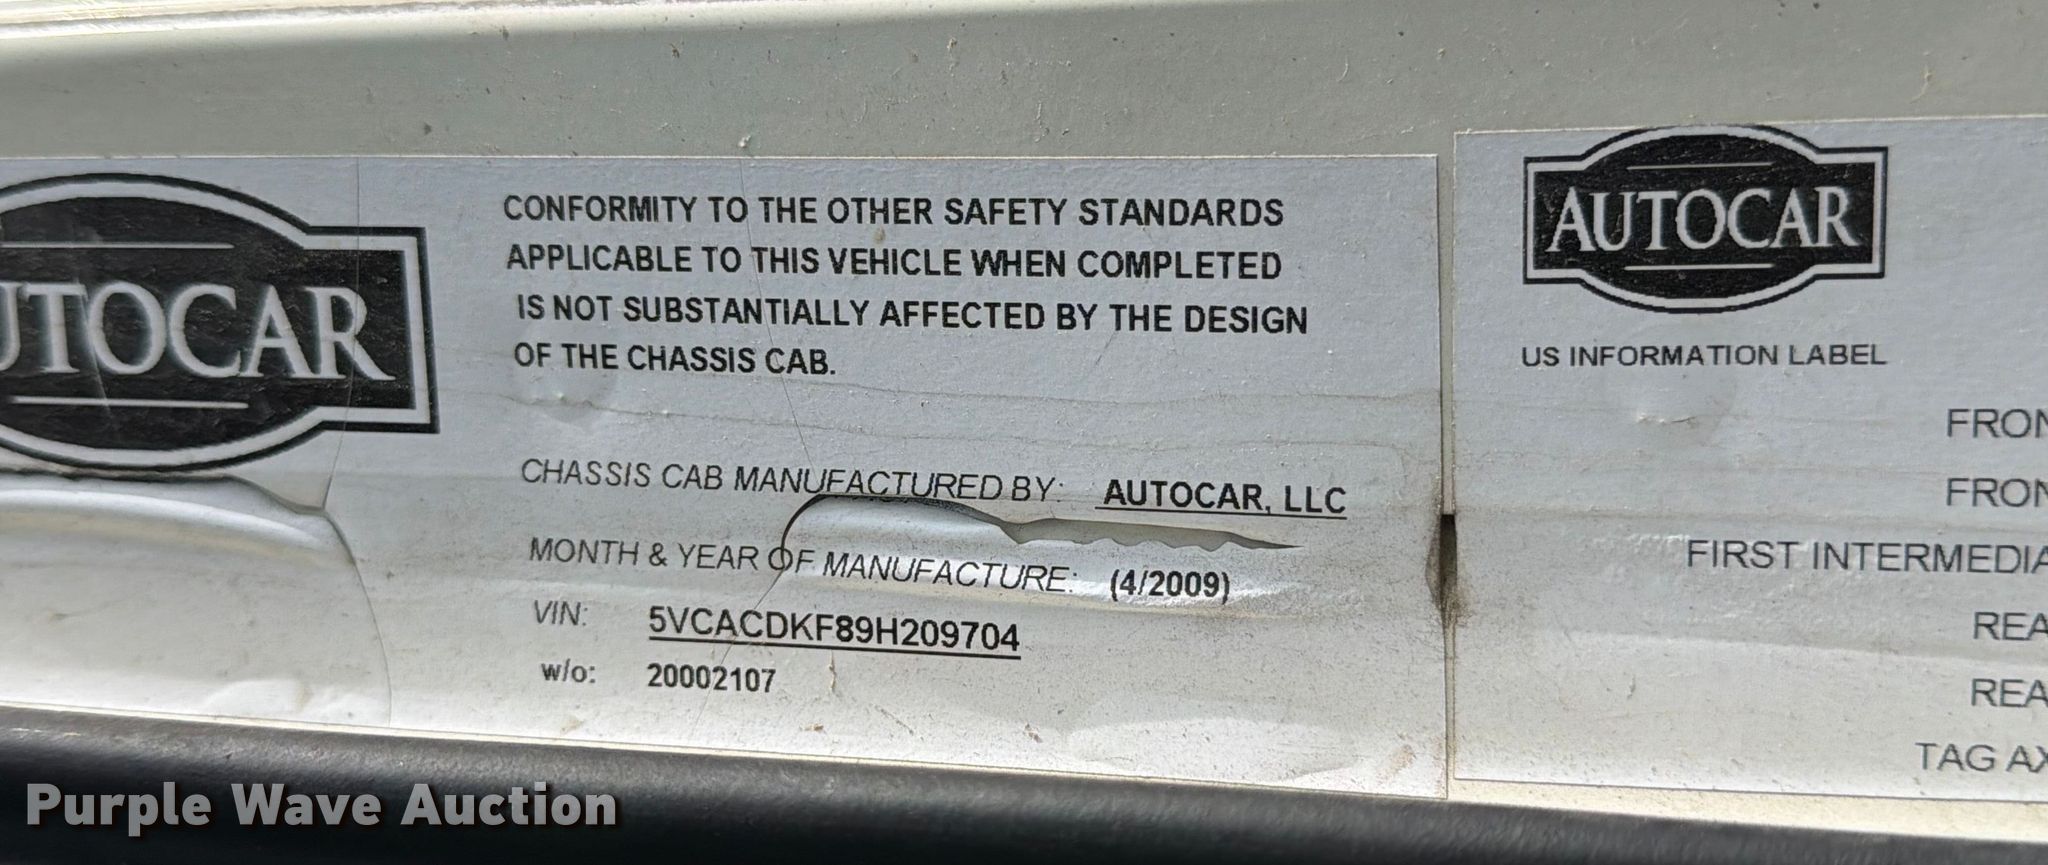 UTOCAR
CONFORMITY TO THE OTHER SAFETY STANDARDS
APPLICABLE TO THIS VEHICLE WHEN COMPLETED
IS NOT SUBSTANTIALLY AFFECTED BY THE DESIGN
OF THE CHASSIS CAB.
CHASSIS CAB MANUFACTURED BY: AUTOCAR, LLC
MONTH & YEAR OF MANUFACTURE: (4/2009)
VIN: 5VCACDKF89H209704
w/o: 20002107
AUTOCAR
US INFORMATION LABEL
FRON
FRON
FIRST INTERMEDIA
REA
REA
TAG AX
Purple Wave Auction